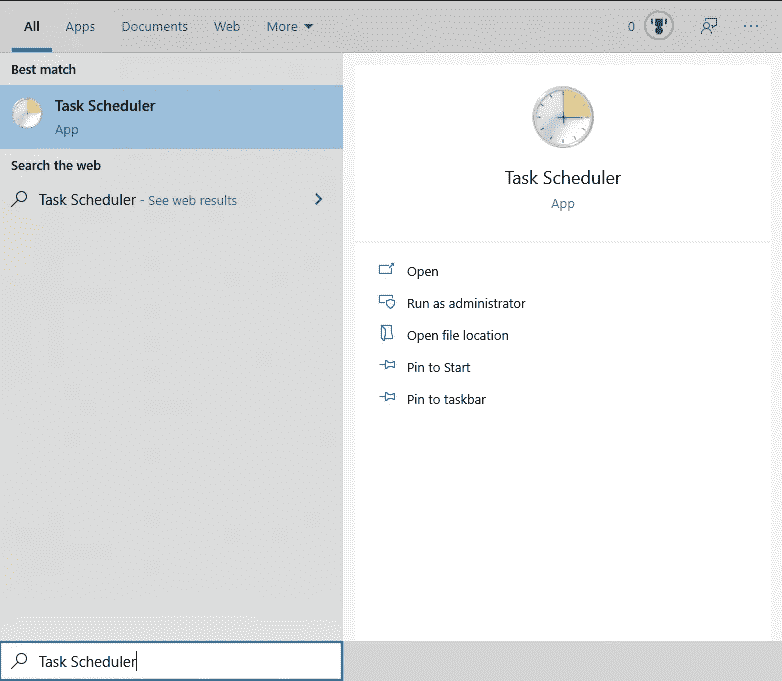 All Apps Documents Web More 0 ...
Best match
Task Scheduler
App
Search the web
Task Scheduler - See web results
Task Scheduler
App
Open
Run as administrator
Open file location
Pin to Start
Pin to taskbar
Task Scheduler